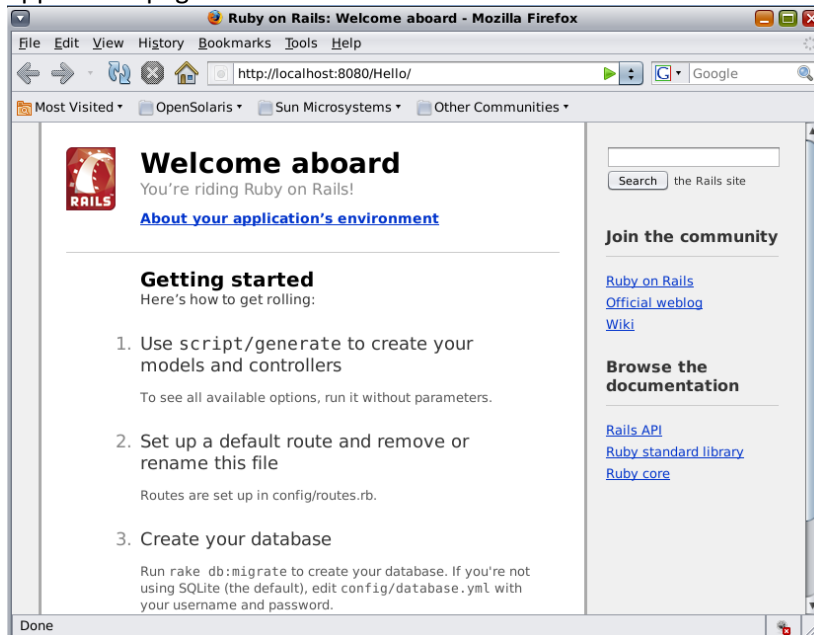 Ruby on Rails: Welcome aboard - Mozilla Firefox
File Edit View History Bookmarks Tools Help
http://localhost:8080/Hello/
G Google
Most Visited OpenSolaris Sun Microsystems Other Communities
RAILS
Welcome aboard
You're riding Ruby on Rails!
About your application's environment
Getting started
Here's how to get rolling:
1. Use script/generate to create your
models and controllers
To see all available options, run it without parameters.
2. Set up a default route and remove or
rename this file
Routes are set up in config/routes.rb.
3. Create your database
Run rake db:migrate to create your database. If you're not
using SQLite (the default), edit config/database.yml with
your username and password.
Search the Rails site
Join the community
Ruby on Rails
Official weblog
Wiki
Browse the
documentation
Rails API
Ruby standard library
Ruby core
Done